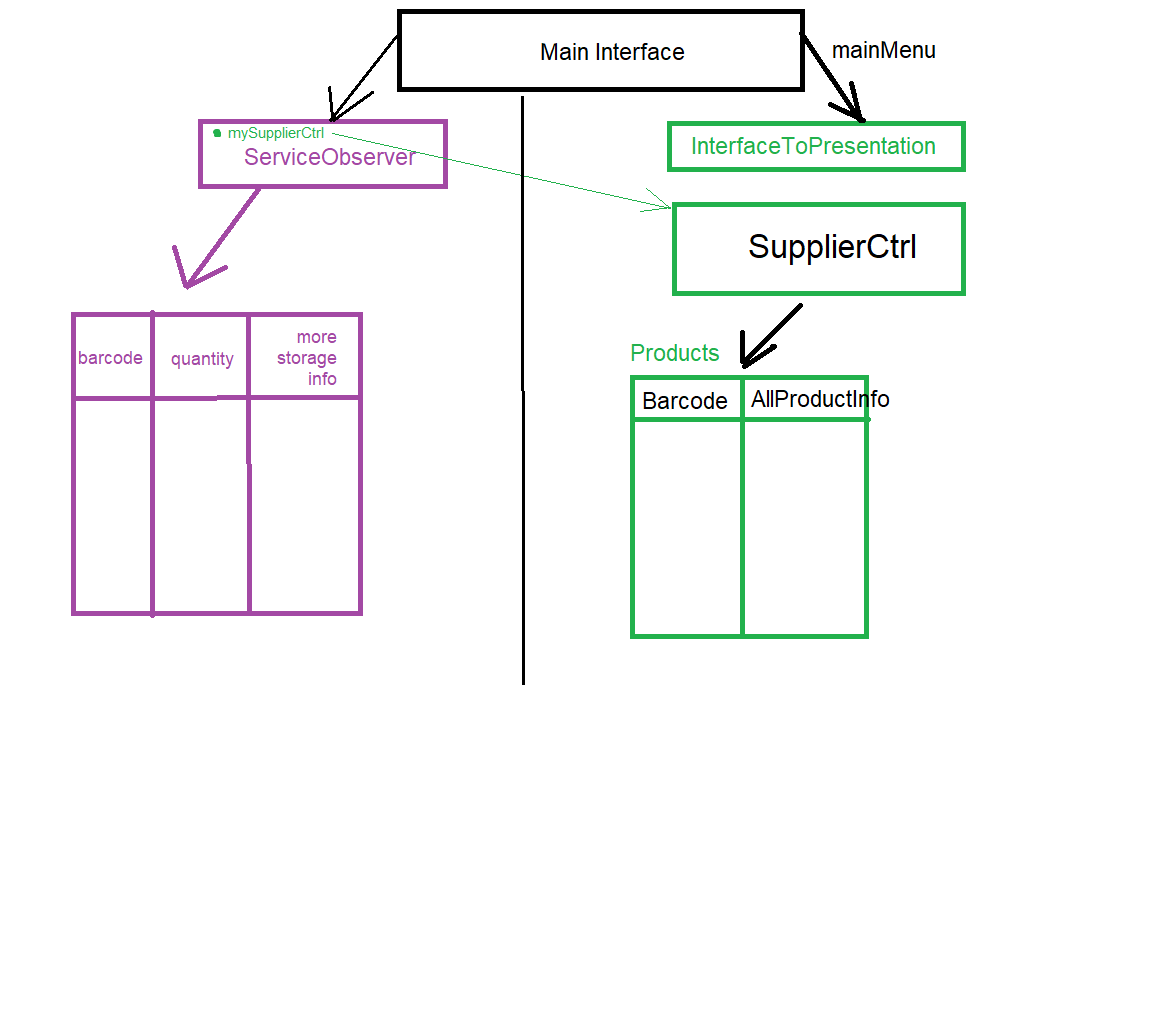 Main Interface
mainMenu
mySupplierCtrl
ServiceObserver
InterfaceToPresentation
SupplierCtrl
barcode
quantity
more
storage
info
Products
Barcode
AllProductInfo